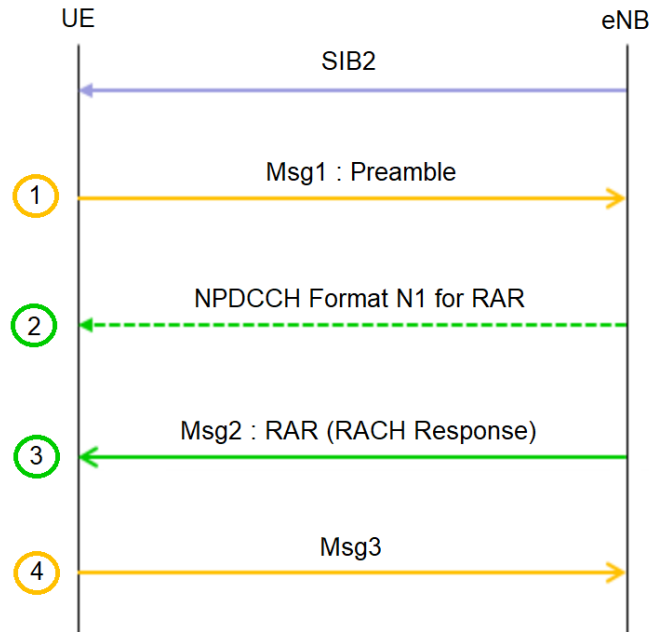 UE
eNB
SIB2
Msg1 : Preamble
1
NPDCCH Format N1 for RAR
2
Msg2 : RAR (RACH Response)
3
Msg3
4